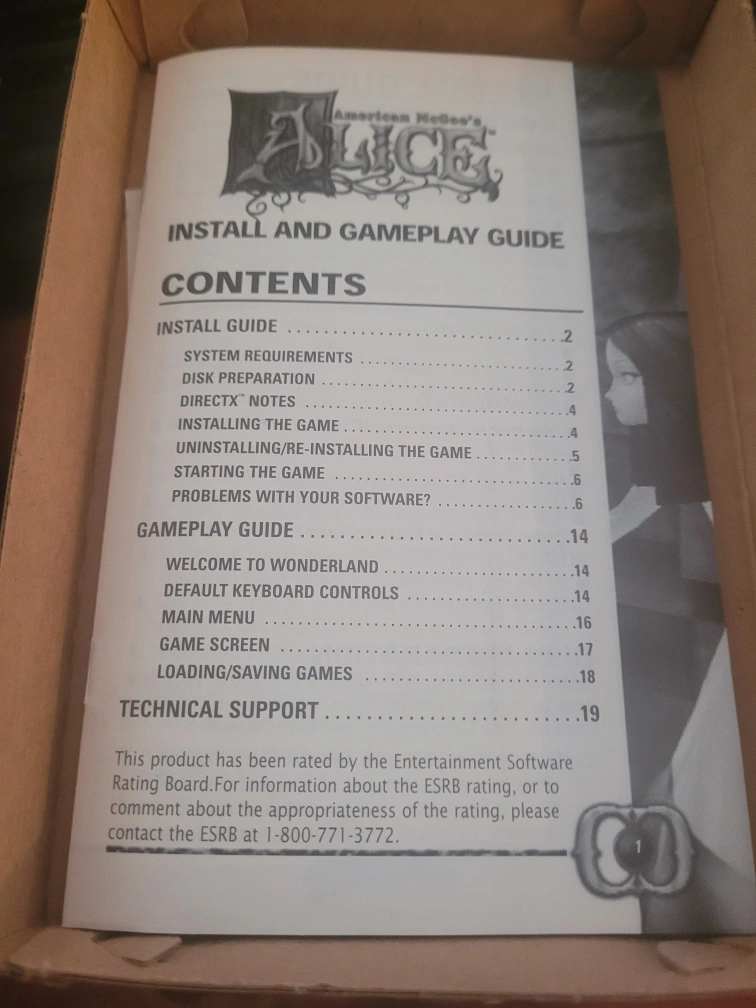 American McGee's
ALICE™
INSTALL AND GAMEPLAY GUIDE
CONTENTS
INSTALL GUIDE ..............................2
SYSTEM REQUIREMENTS ........................2
DISK PREPARATION ...........................2
DIRECTX™ NOTES .............................4
INSTALLING THE GAME ........................4
UNINSTALLING/RE-INSTALLING THE GAME ..........5
STARTING THE GAME ..........................6
PROBLEMS WITH YOUR SOFTWARE? ...............6
GAMEPLAY GUIDE .............................14
WELCOME TO WONDERLAND ......................14
DEFAULT KEYBOARD CONTROLS ..................14
MAIN MENU ..................................16
GAME SCREEN ................................17
LOADING/SAVING GAMES .......................18
TECHNICAL SUPPORT ..........................19
This product has been rated by the Entertainment Software
Rating Board.For information about the ESRB rating, or to
comment about the appropriateness of the rating, please
contact the ESRB at 1-800-771-3772.
1